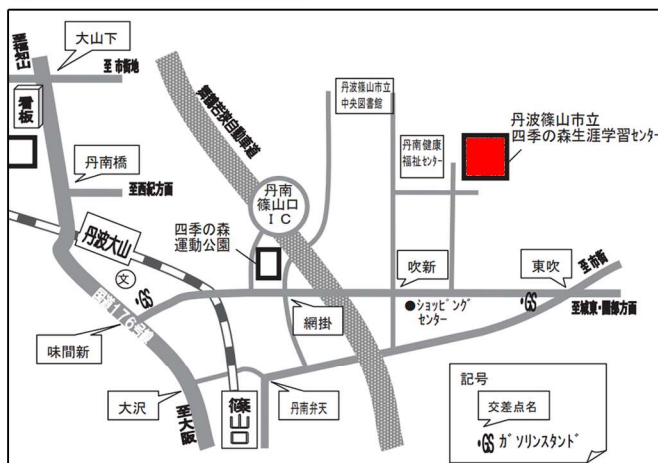 至福知山
大山下
至 市街地
看板
丹南橋
至西紀方面
舞鶴若狭自動車道
丹波篠山市立
中央図書館
丹南健康
福祉センター
丹波篠山市立
四季の森生涯学習センター
丹南
篠山口
IC
四季の森
運動公園
丹波大山
文
GS
国道176号線
味間新
網掛
吹新
●ショッピング
センター
GS
東吹
至市街
至城東・園部方面
大沢
至大阪
篠山口
丹南弁天
記号
交差点名
GS ガソリンスタンド